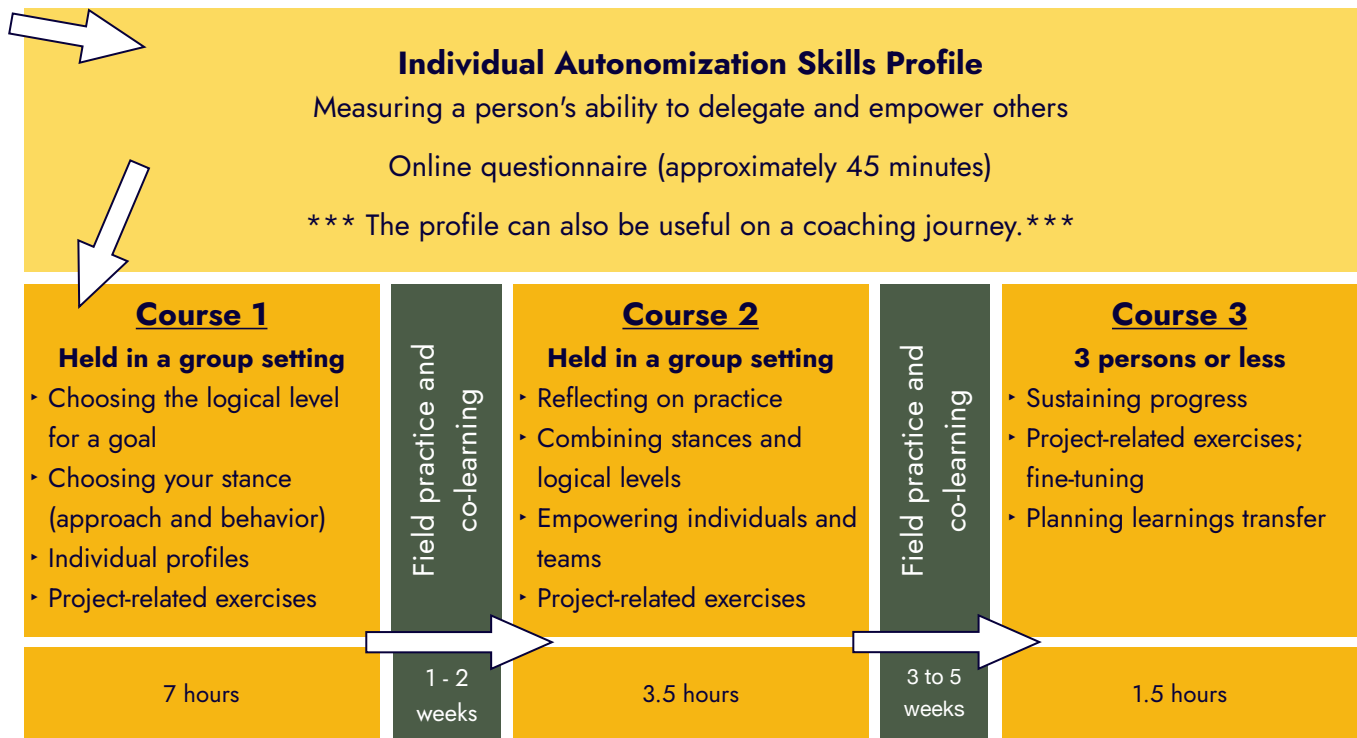 Individual Autonomization Skills Profile
Measuring a person's ability to delegate and empower others
Online questionnaire (approximately 45 minutes)
*** The profile can also be useful on a coaching journey.***
Course 1
Held in a group setting
‣ Choosing the logical level
for a goal
‣ Choosing your stance
(approach and behavior)
‣ Individual profiles
‣ Project-related exercises
7 hours
Field practice and
co-learning
1 - 2
weeks
Course 2
Held in a group setting
‣ Reflecting on practice
‣ Combining stances and
logical levels
‣ Empowering individuals and
teams
‣ Project-related exercises
3.5 hours
Field practice and
co-learning
3 to 5
weeks
Course 3
3 persons or less
‣ Sustaining progress
‣ Project-related exercises;
fine-tuning
‣ Planning learnings transfer
1.5 hours